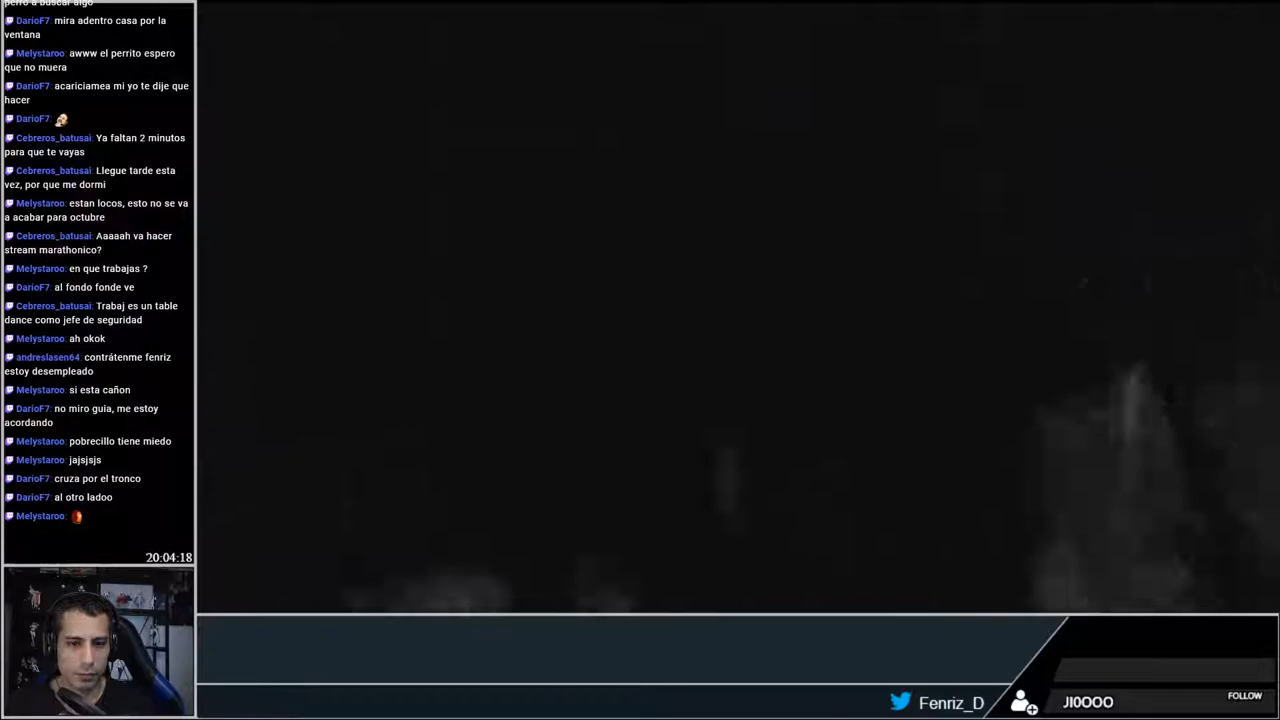 perro a buscar algo
DarioF7: mira adentro casa por la
ventana
Melystaroo: awww el perrito espero
que no muera
DarioF7: acariciamea mi yo te dije que
hacer
DarioF7:
Cebreros_batusai: Ya faltan 2 minutos
para que te vayas
Cebreros_batusai: Llegue tarde esta
vez, por que me dormi
Melystaroo: estan locos, esto no se va
a acabar para octubre
Cebreros_batusai: Aaaaah va hacer
stream marathonico?
Melystaroo: en que trabajas ?
DarioF7: al fondo fonde ve
Cebreros_batusai: Trabaj es un table
dance como jefe de seguridad
Melystaroo: ah okok
andreslasen64: contrátenme fenriz
estoy desempleado
Melystaroo: si esta cañon
DarioF7: no miro guia, me estoy
acordando
Melystaroo: pobrecillo tiene miedo
Melystaroo: jajsjsjs
DarioF7: cruza por el tronco
DarioF7: al otro ladoo
Melystaroo:
20:04:18
Fenriz_D
JI0OOO
FOLLOW